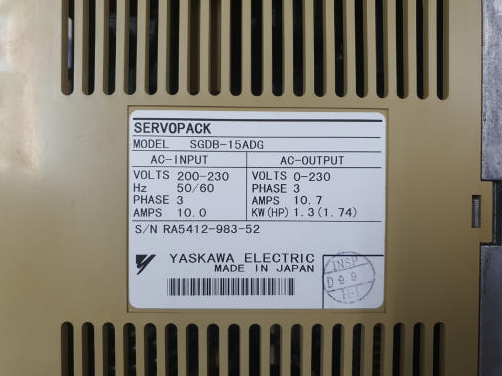 SERVOPACK
MODEL SGDB-15ADG
AC-INPUT AC-OUTPUT
VOLTS 200-230 VOLTS 0-230
Hz 50/60 PHASE 3
PHASE 3 AMPS 10.7
AMPS 10.0 KW(HP) 1.3(1.74)
S/N RA5412-983-52
YASKAWA ELECTRIC
MADE IN JAPAN
INSP